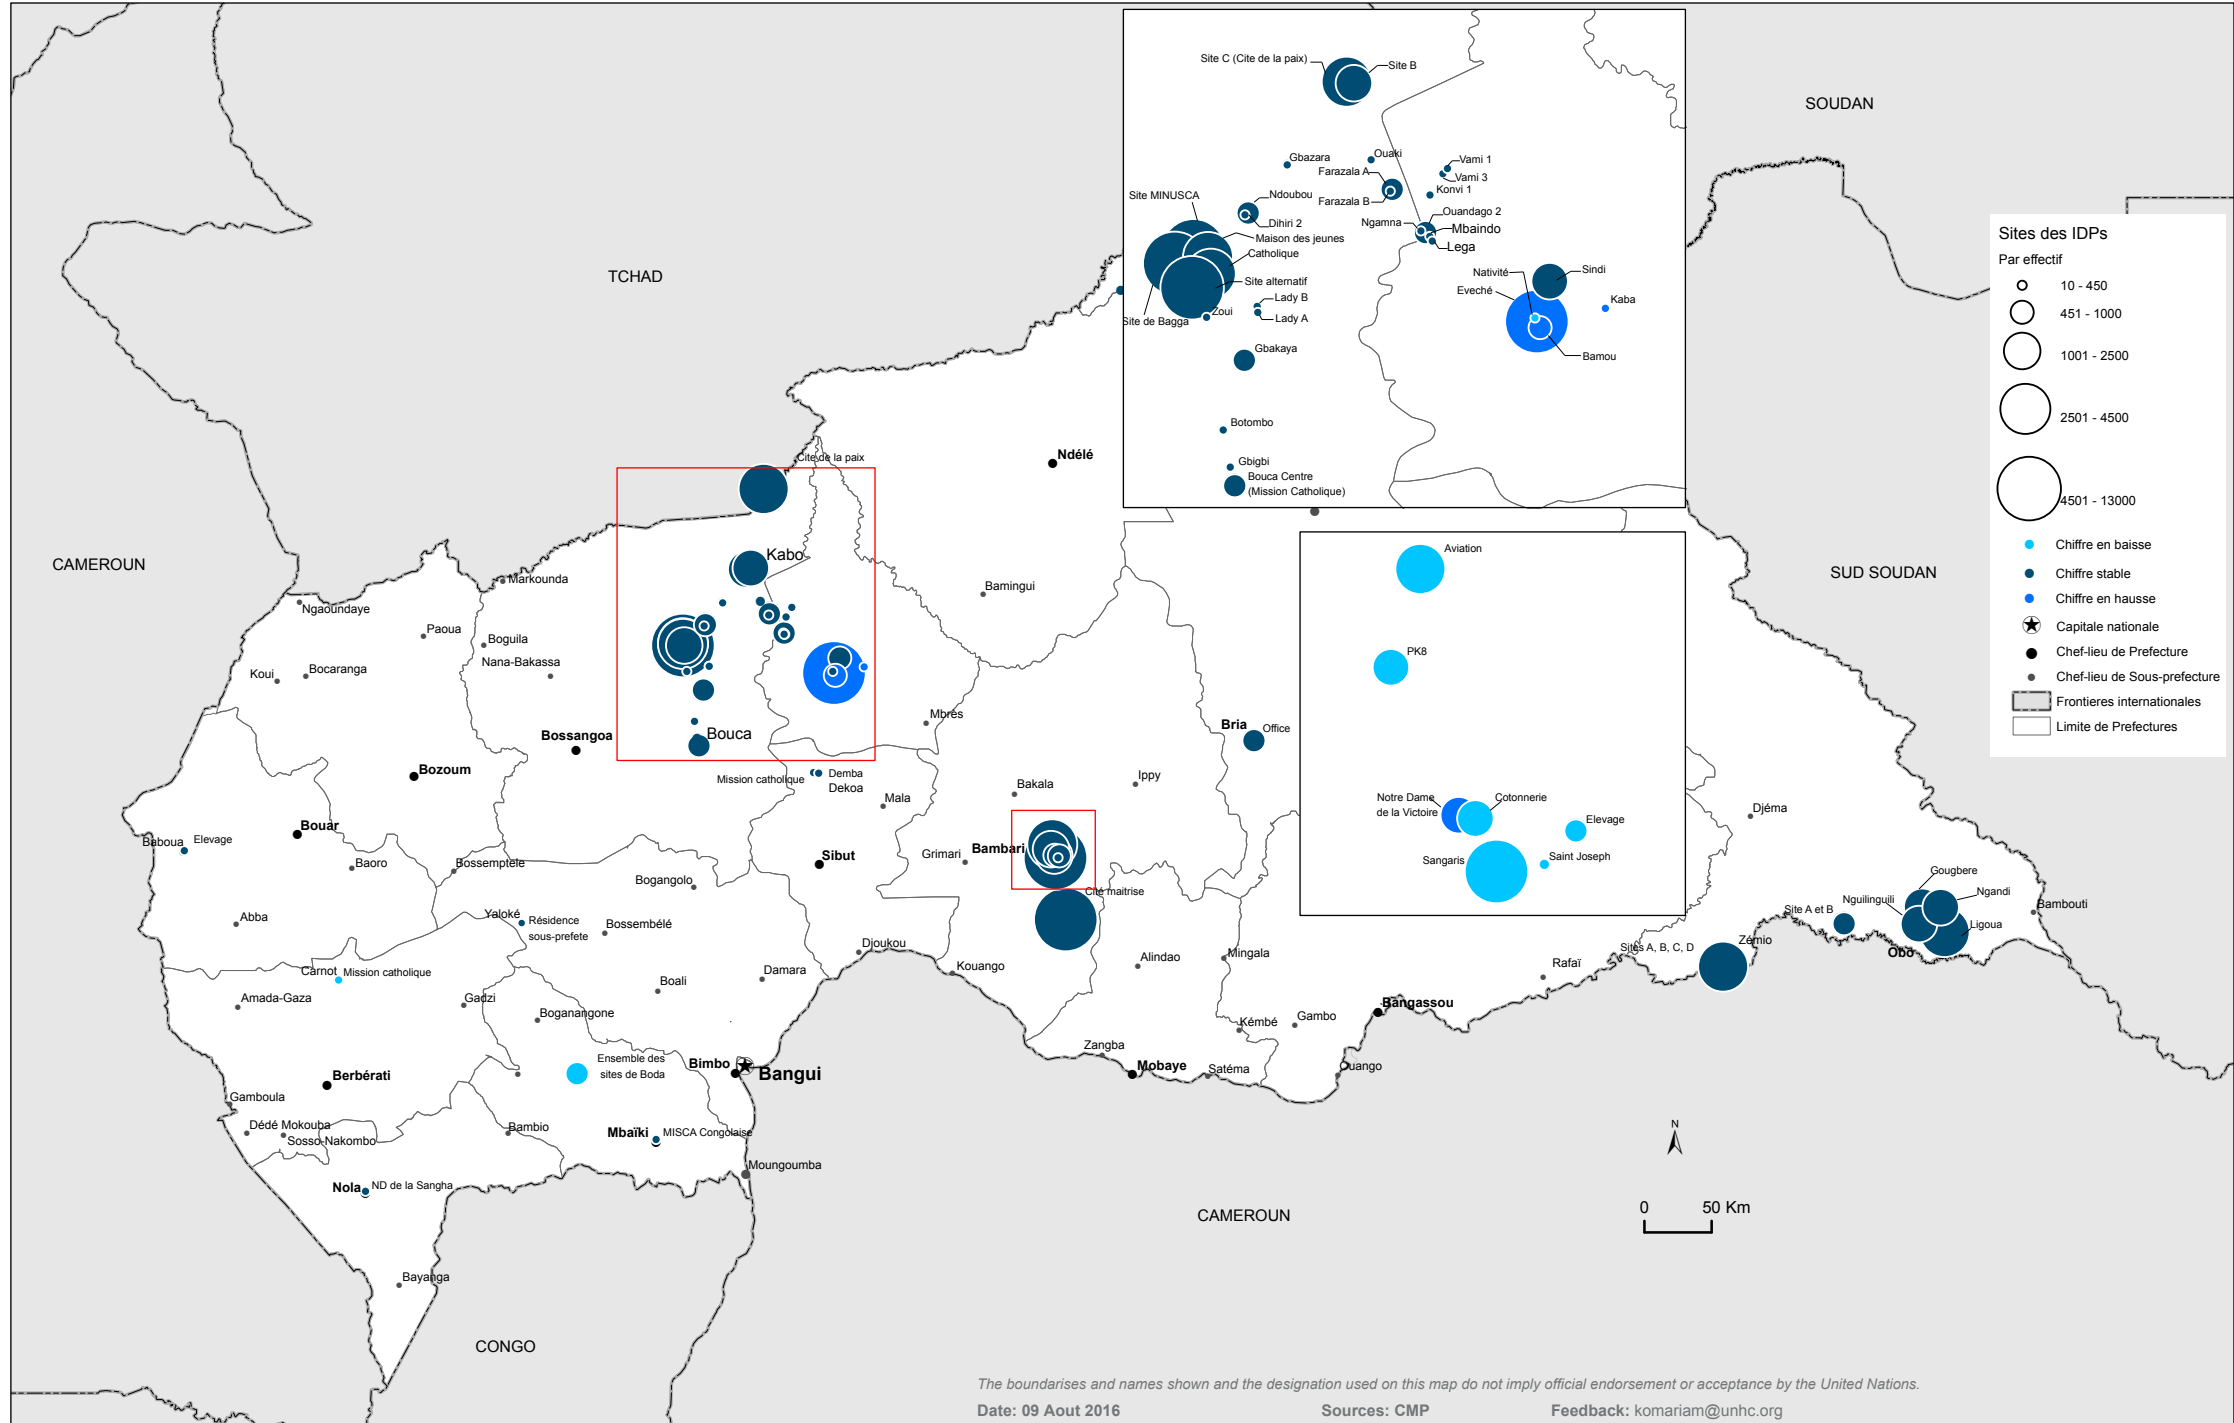 SOUDAN
TCHAD
CAMEROUN
SUD SOUDAN
CAMEROUN
CONGO
Site C (Cite de la paix)
Site B
Gbazara
Ouaki
Farazala A
Farazala B
Vami 1
Vami 3
Konvi 1
Site MINUSCA
Ndoubou
Dihiri 2
Maison des jeunes
Catholique
Site alternatif
Site de Bagga
Zoui
Lady B
Lady A
Ngamna
Ouandago 2
Mbaindo
Lega
Nativité
Eveché
Sindi
Kaba
Bamou
Gbakaya
Botombo
Gbigbi
Bouca Centre
(Mission Catholique)
Sites des IDPs
Par effectif
10 - 450
451 - 1000
1001 - 2500
2501 - 4500
4501 - 13000
Chiffre en baisse
Chiffre stable
Chiffre en hausse
Capitale nationale
Chef-lieu de Prefecture
Chef-lieu de Sous-prefecture
Frontieres internationales
Limite de Prefectures
Aviation
PK8
Notre Dame
de la Victoire
Cotonnerie
Elevage
Sangaris
Saint Joseph
Cite de la paix
Ndélé
Kabo
Markounda
Ngaoundaye
Paoua
Boguila
Nana-Bakassa
Koui
Bocaranga
Bamingui
Mbrès
Bouca
Bossangoa
Bozoum
Bria
Office
Mission catholique
Demba
Dekoa
Mala
Bakala
Ippy
Djéma
Bouar
Baboua
Elevage
Baoro
Bossemptele
Sibut
Grimari
Bambari
Cité maitrise
Bogangolo
Abba
Yaloké
Résidence
sous-prefete
Bossembélé
Djoukou
Kouango
Alindao
Mingala
Rafaï
Sites A, B, C, D
Zémio
Site A et B
Nguilinguili
Gougbere
Ngandi
Ligoua
Obo
Bambouti
Carnot
Mission catholique
Amada-Gaza
Gadzi
Boganangone
Boali
Damara
Bangassou
Gambo
Kémbé
Zangba
Mobaye
Satéma
Ouango
Ensemble des
sites de Boda
Bimbo
Bangui
Berbérati
Gamboula
Dédé Mokouba
Sosso-Nakombo
Bambio
Mbaïki
MISCA Congolaise
Moungoumba
Nola
ND de la Sangha
Bayanga
N
0
50 Km
The boundarises and names shown and the designation used on this map do not imply official endorsement or acceptance by the United Nations.
Date: 09 Aout 2016
Sources: CMP
Feedback: komariam@unhc.org